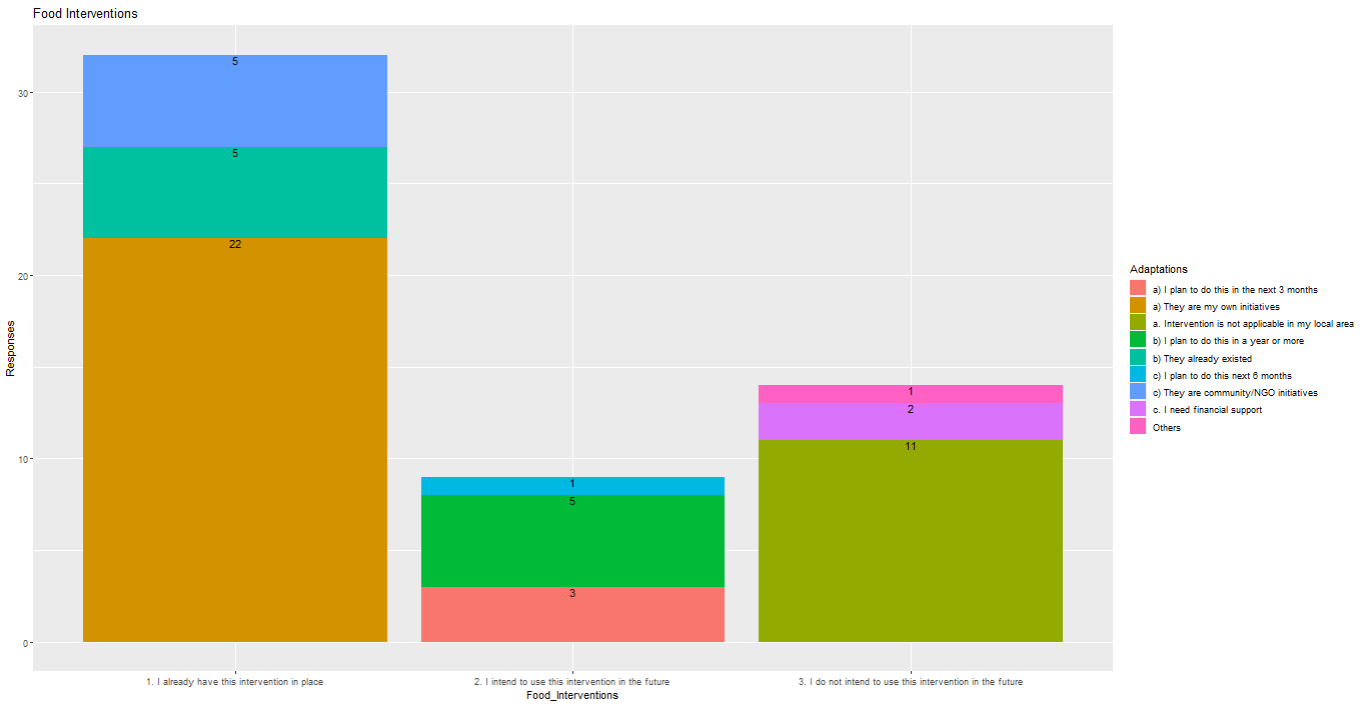 Food Interventions
Responses
30
20
10
0
5
5
22
1
5
3
1
2
11
1. I already have this intervention in place
2. I intend to use this intervention in the future
3. I do not intend to use this intervention in the future
Food_Interventions
Adaptations
a) I plan to do this in the next 3 months
a) They are my own initiatives
a. Intervention is not applicable in my local area
b) I plan to do this in a year or more
b) They already existed
c) I plan to do this next 6 months
c) They are community/NGO initiatives
c. I need financial support
Others